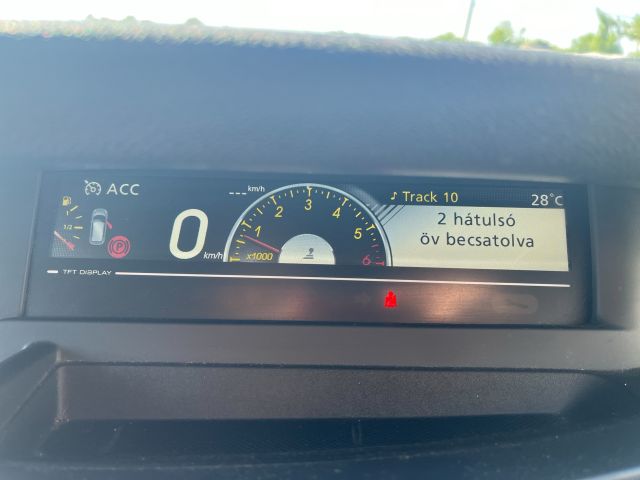 ACC
--- km/h
♪ Track 10
28°C
1/2
P
0 km/h
1 2 3 4 5 6
x1000
2 hátulsó
öv becsatolva
TFT DISPLAY